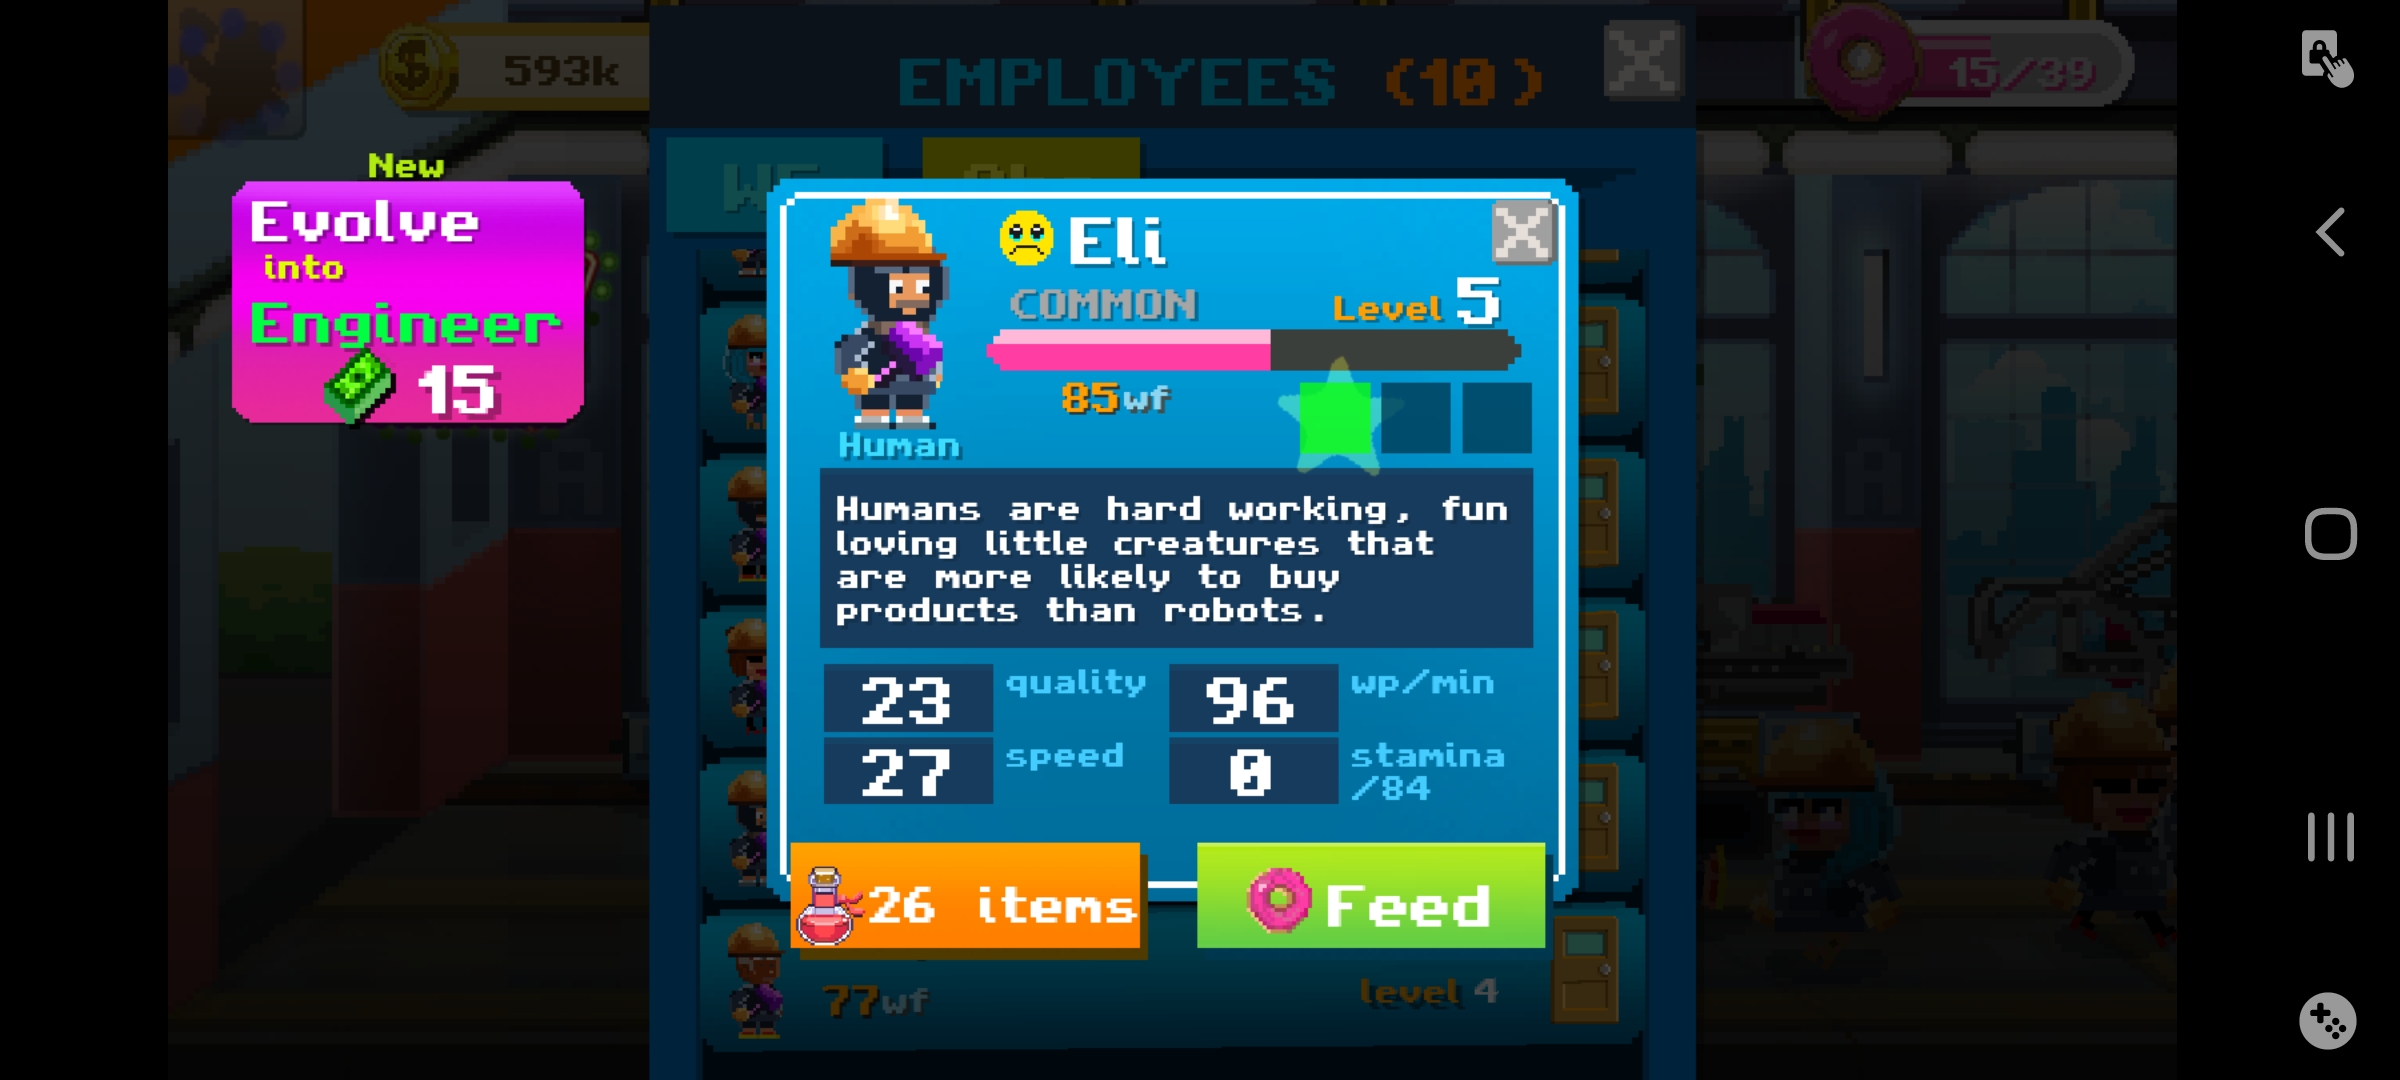 593k
EMPLOYEES (10)
15/39
New
Evolve
into
Engineer
15
Eli
COMMON
Level 5
85wf
Human
Humans are hard working, fun
loving little creatures that
are more likely to buy
products than robots.
23 quality
96 wp/min
27 speed
0 stamina
/84
26 items
Feed
77wf
level 4